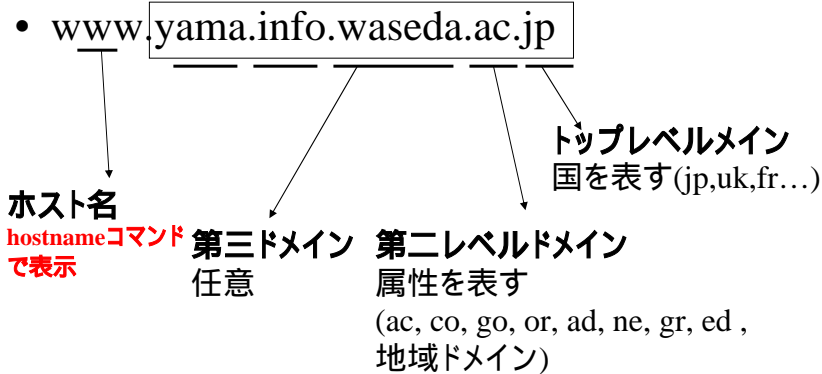 • www.yama.info.waseda.ac.jp
トップレベルメイン
国を表す(jp,uk,fr…)
ホスト名
hostnameコマンド
で表示
第三ドメイン
任意
第二レベルドメイン
属性を表す
(ac, co, go, or, ad, ne, gr, ed ,
地域ドメイン)